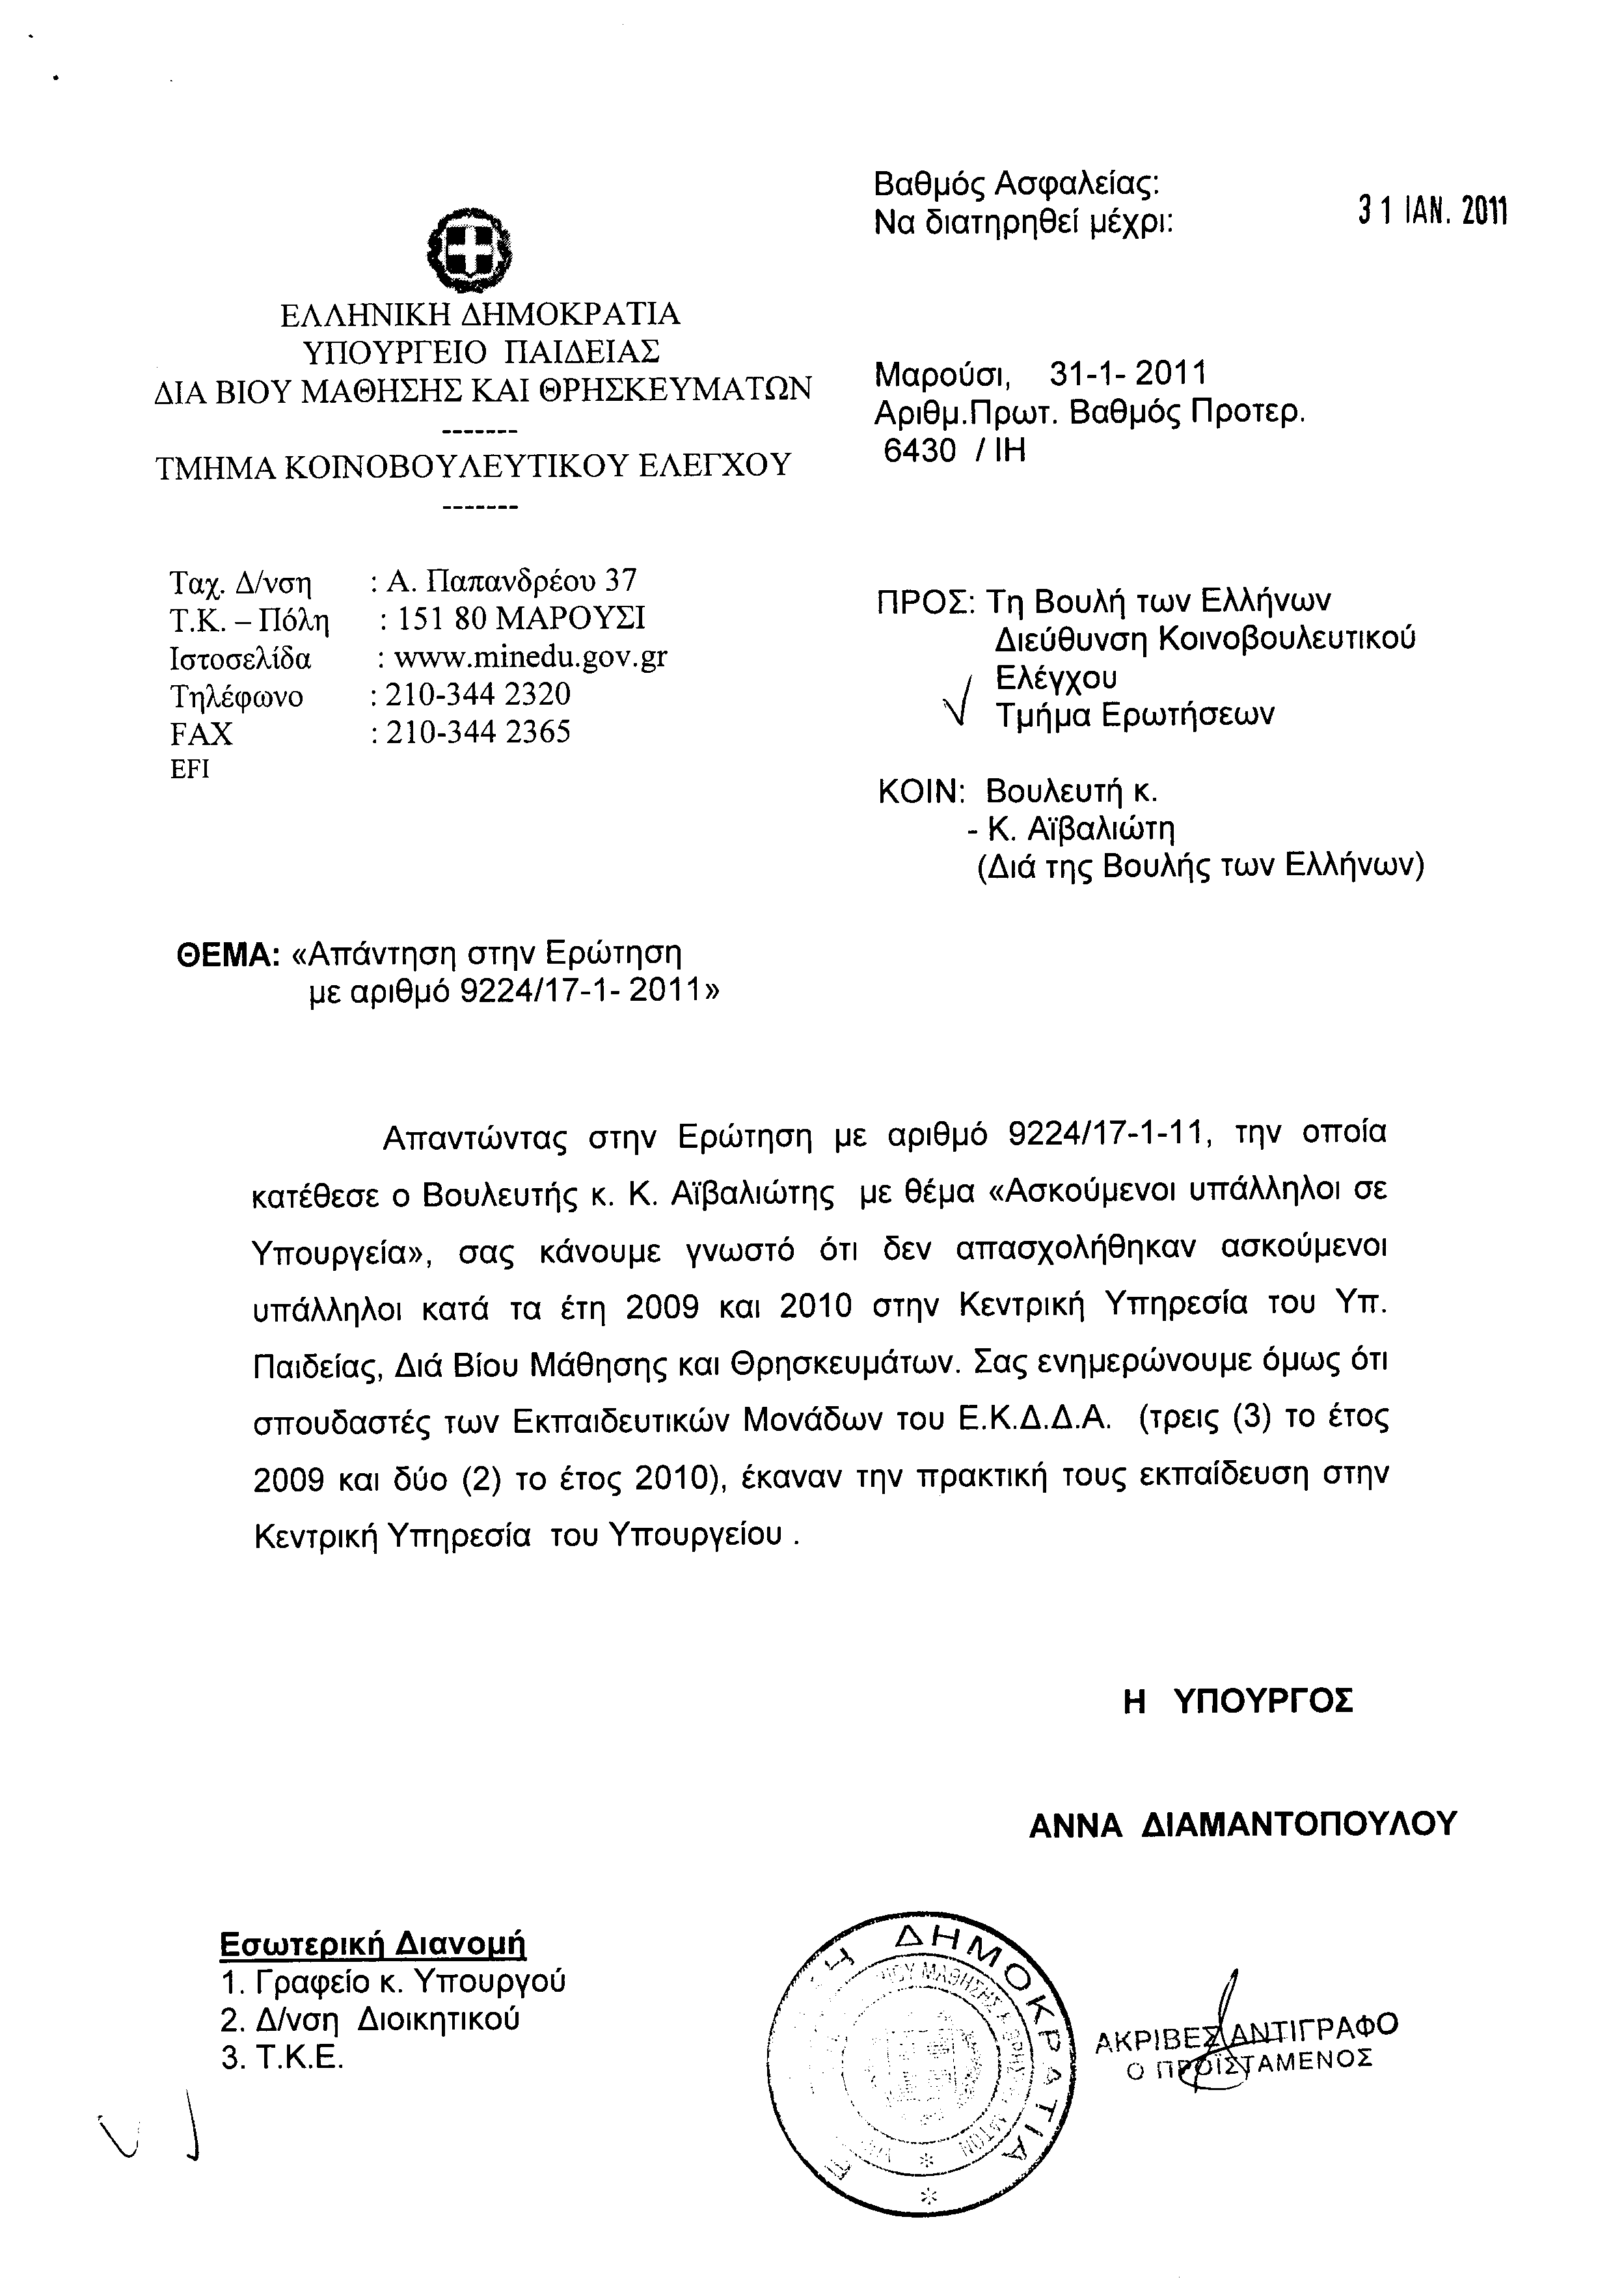 Βαθμός Ασφαλείας:
Να διατηρηθεί μέχρι:
31 ΙΑΝ. 2011
ΕΛΛΗΝΙΚΗ ΔΗΜΟΚΡΑΤΙΑ
ΥΠΟΥΡΓΕΙΟ ΠΑΙΔΕΙΑΣ
ΔΙΑ ΒΙΟΥ ΜΑΘΗΣΗΣ ΚΑΙ ΘΡΗΣΚΕΥΜΑΤΩΝ
-------
ΤΜΗΜΑ ΚΟΙΝΟΒΟΥΛΕΥΤΙΚΟΥ ΕΛΕΓΧΟΥ
-------
Μαρούσι, 31-1- 2011
Αριθμ.Πρωτ. Βαθμός Προτερ.
6430 / ΙΗ
Ταχ. Δ/νση : Α. Παπανδρέου 37
Τ.Κ. – Πόλη : 151 80 ΜΑΡΟΥΣΙ
Ιστοσελίδα : www.minedu.gov.gr
Τηλέφωνο : 210-344 2320
FAX : 210-344 2365
EFI
ΠΡΟΣ: Τη Βουλή των Ελλήνων
Διεύθυνση Κοινοβουλευτικού
Ελέγχου
Τμήμα Ερωτήσεων
ΚΟΙΝ: Βουλευτή κ.
- Κ. Αϊβαλιώτη
(Διά της Βουλής των Ελλήνων)
ΘΕΜΑ: «Απάντηση στην Ερώτηση
με αριθμό 9224/17-1- 2011»
Απαντώντας στην Ερώτηση με αριθμό 9224/17-1-11, την οποία
κατέθεσε ο Βουλευτής κ. Κ. Αϊβαλιώτης με θέμα «Ασκούμενοι υπάλληλοι σε
Υπουργεία», σας κάνουμε γνωστό ότι δεν απασχολήθηκαν ασκούμενοι
υπάλληλοι κατά τα έτη 2009 και 2010 στην Κεντρική Υπηρεσία του Υπ.
Παιδείας, Διά Βίου Μάθησης και Θρησκευμάτων. Σας ενημερώνουμε όμως ότι
σπουδαστές των Εκπαιδευτικών Μονάδων του Ε.Κ.Δ.Δ.Α. (τρεις (3) το έτος
2009 και δύο (2) το έτος 2010), έκαναν την πρακτική τους εκπαίδευση στην
Κεντρική Υπηρεσία του Υπουργείου .
Η ΥΠΟΥΡΓΟΣ
ΑΝΝΑ ΔΙΑΜΑΝΤΟΠΟΥΛΟΥ
Εσωτερική Διανομή
1. Γραφείο κ. Υπουργού
2. Δ/νση Διοικητικού
3. Τ.Κ.Ε.
ΔΗΜΟΚΡΑΤΙΑ
ΑΚΡΙΒΕΣ ΑΝΤΙΓΡΑΦΟ
Ο ΠΡΟΪΣΤΑΜΕΝΟΣ